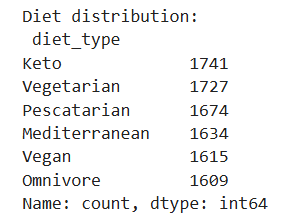 Diet distribution:
diet_type
Keto 1741
Vegetarian 1727
Pescatarian 1674
Mediterranean 1634
Vegan 1615
Omnivore 1609
Name: count, dtype: int64